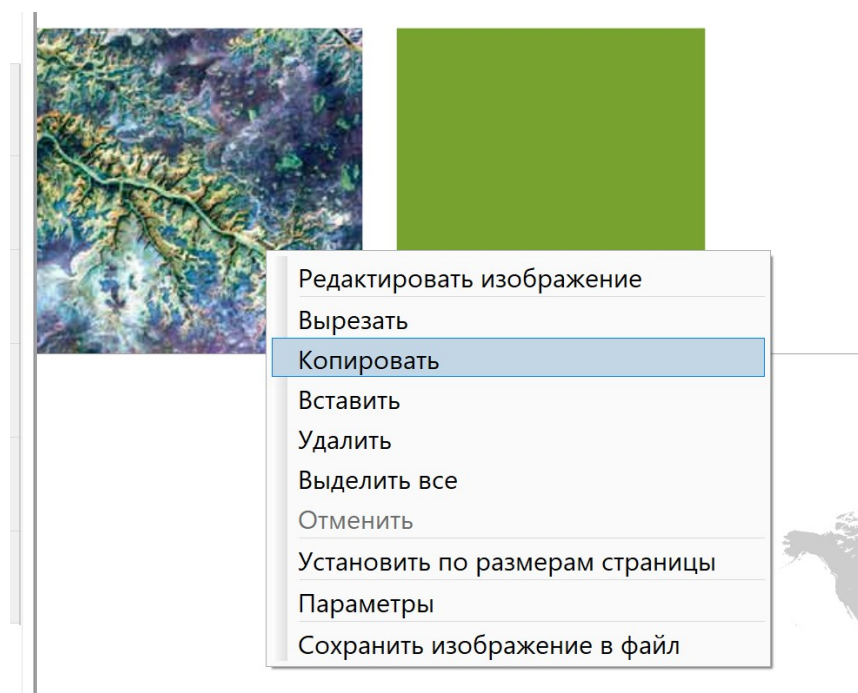 Редактировать изображение
Вырезать
Копировать
Вставить
Удалить
Выделить все
Отменить
Установить по размерам страницы
Параметры
Сохранить изображение в файл